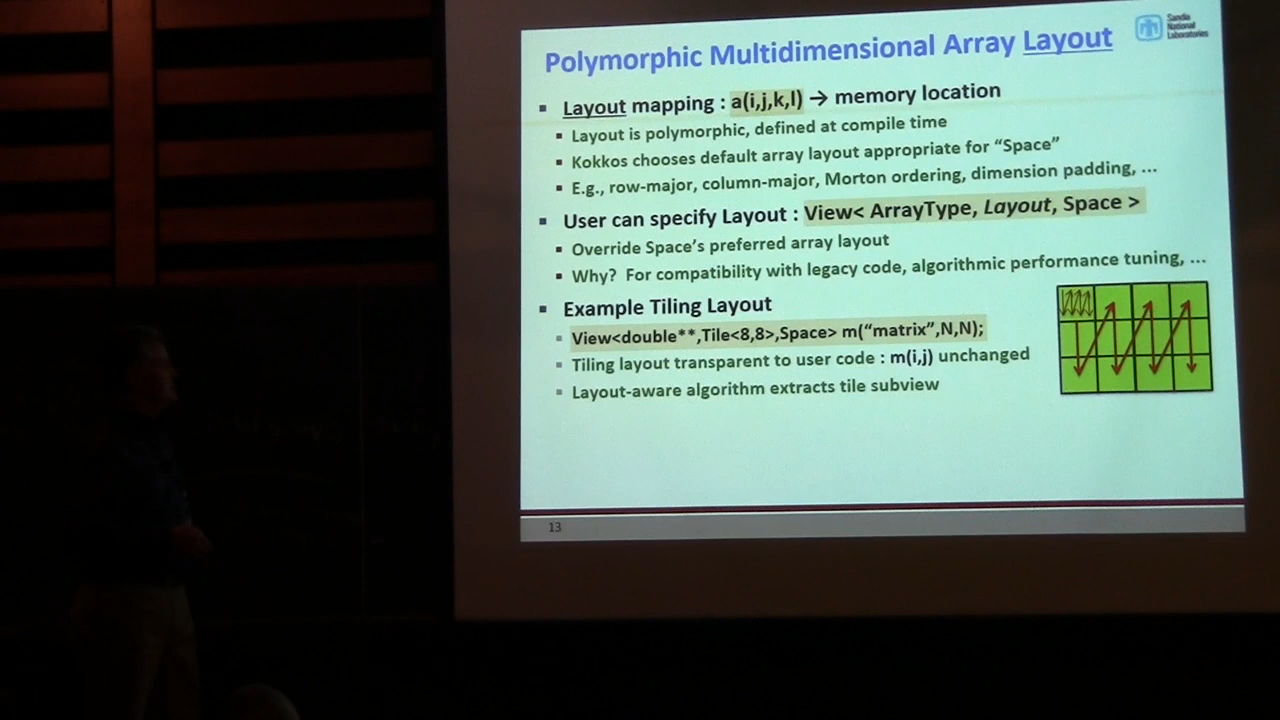 Polymorphic Multidimensional Array Layout
Sandia
National
Laboratories
▪ Layout mapping : a(i,j,k,l) → memory location
▪ Layout is polymorphic, defined at compile time
▪ Kokkos chooses default array layout appropriate for “Space”
▪ E.g., row-major, column-major, Morton ordering, dimension padding, ...
▪ User can specify Layout : View< ArrayType, Layout, Space >
▪ Override Space’s preferred array layout
▪ Why? For compatibility with legacy code, algorithmic performance tuning, ...
▪ Example Tiling Layout
▪ View<double**,Tile<8,8>,Space> m(“matrix”,N,N);
▪ Tiling layout transparent to user code : m(i,j) unchanged
▪ Layout-aware algorithm extracts tile subview
13